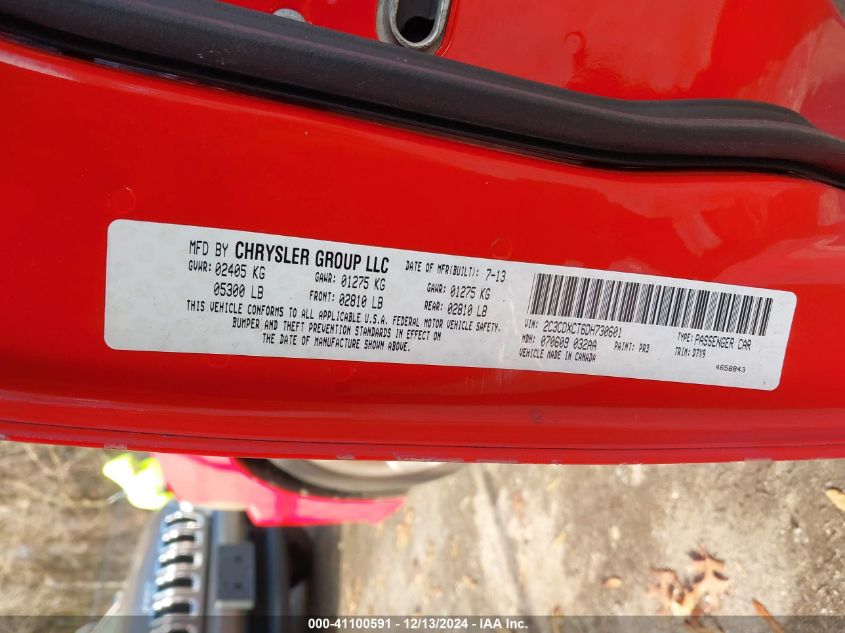 MFD BY CHRYSLER GROUP LLC
DATE OF MFR(BUILT): 7-13
GVWR: 02405 KG GAWR: 01275 KG GAWR: 01275 KG
05300 LB FRONT: 02810 LB REAR: 02810 LB
THIS VEHICLE CONFORMS TO ALL APPLICABLE U.S.A. FEDERAL MOTOR VEHICLE SAFETY,
BUMPER AND THEFT PREVENTION STANDARDS IN EFFECT ON
THE DATE OF MANUFACTURE SHOWN ABOVE.
VIN: 2C3CDXCT6DH730601 TYPE: PASSENGER CAR
MDH: 070609 032AA PAINT: PR3 TRIM: D7X9
VEHICLE MADE IN CANADA
4658843
000-41100591 - 12/13/2024 - IAA Inc.